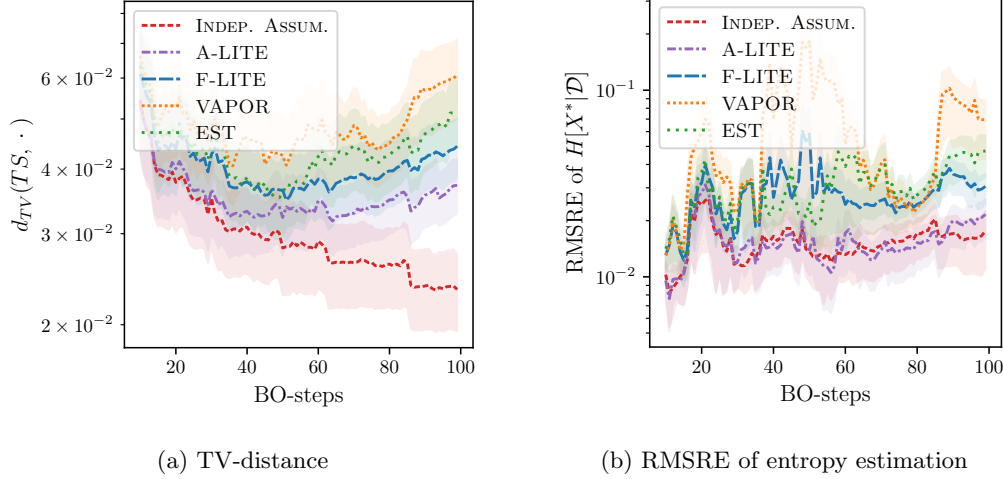 6 × 10⁻²
4 × 10⁻²
3 × 10⁻²
2 × 10⁻²
d_{TV}(TS, ·)
INDEP. ASSUM.
A-LITE
F-LITE
VAPOR
EST
20 40 60 80 100
BO-steps
(a) TV-distance
10⁻¹
10⁻²
RMSRE of H[X*|𝒟]
INDEP. ASSUM.
A-LITE
F-LITE
VAPOR
EST
20 40 60 80 100
BO-steps
(b) RMSRE of entropy estimation